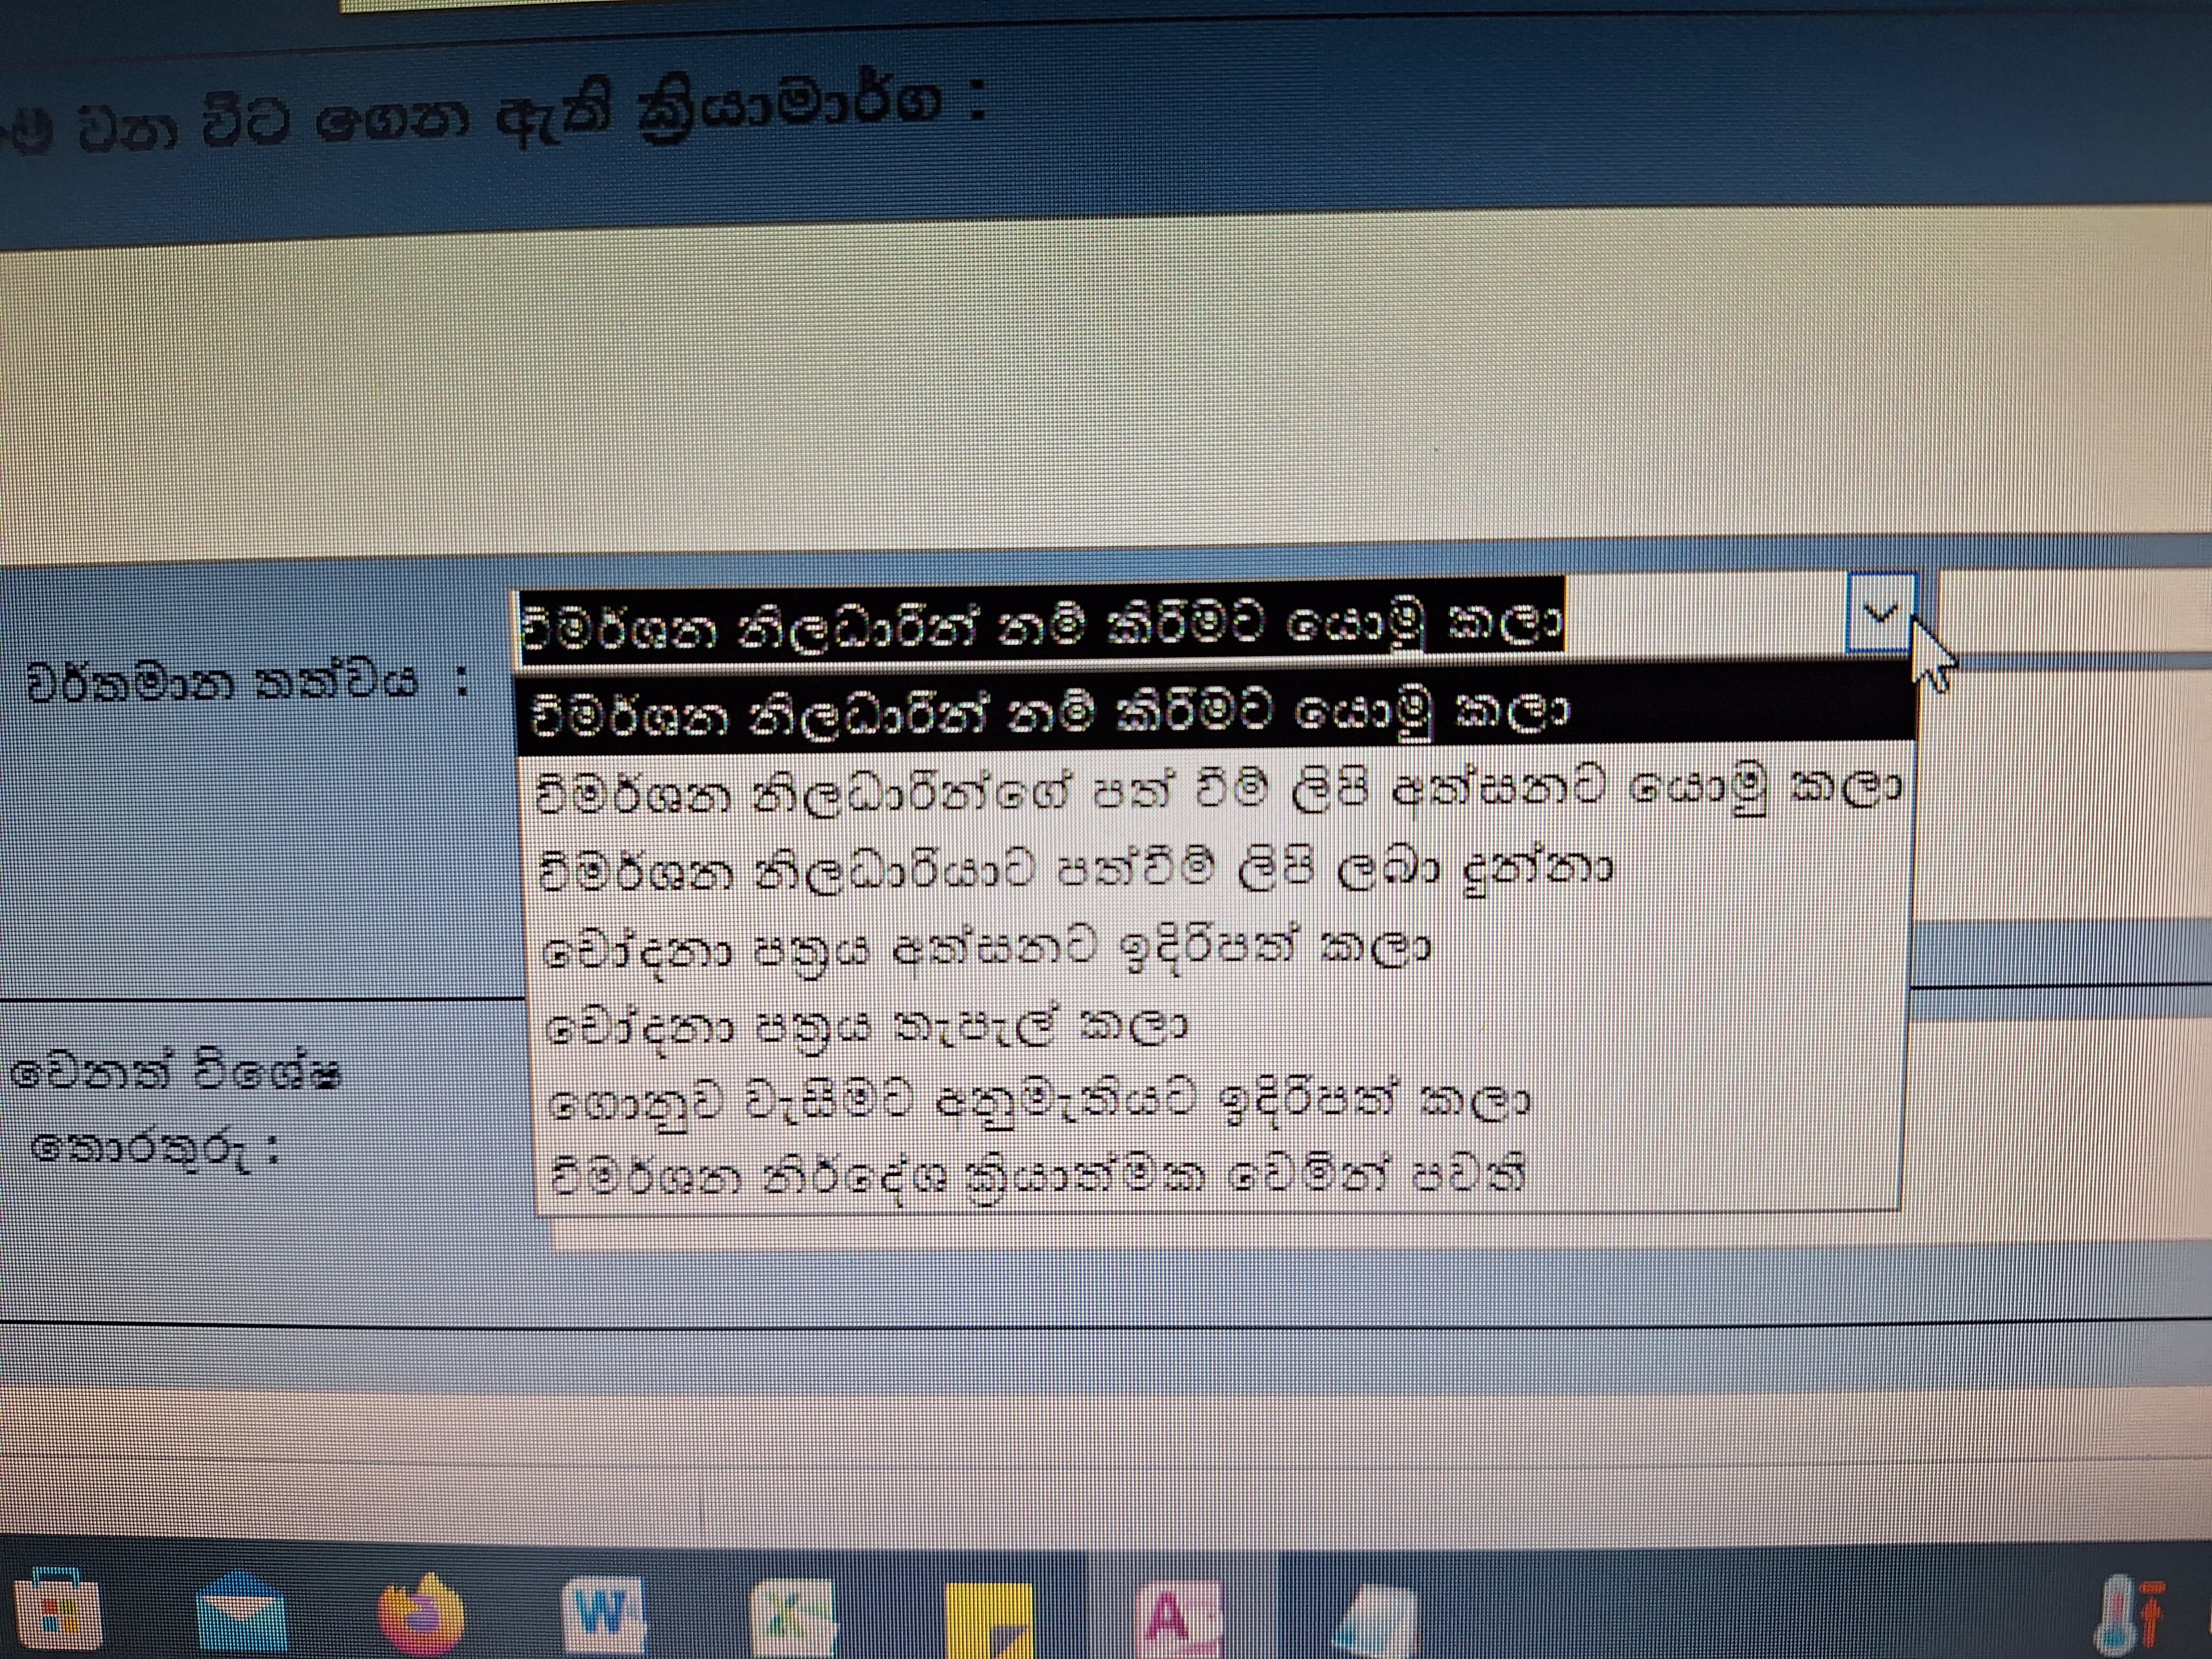 වන විට ගෙන ඇති ක්‍රියාමාර්ග :
වර්තමාන තත්වය :
විමර්ශන නිලධාරීන් නම් කිරීමට යොමු කලා
විමර්ශන නිලධාරීන් නම් කිරීමට යොමු කලා
විමර්ශන නිලධාරීන්ගේ පත් වීම් ලිපි අත්සනට යොමු කලා
විමර්ශන නිලධාරියාට පත්වීම් ලිපි ලබා දුන්නා
චෝදනා පත්‍රය අත්සනට ඉදිරිපත් කලා
චෝදනා පත්‍රය තැපැල් කලා
ගොනුව වැසීමට අනුමැතියට ඉදිරිපත් කලා
විමර්ශන නිර්දේශ ක්‍රියාත්මක වෙමින් පවතී
වෙනත් විශේෂ
තොරතුරු :
W
X
A